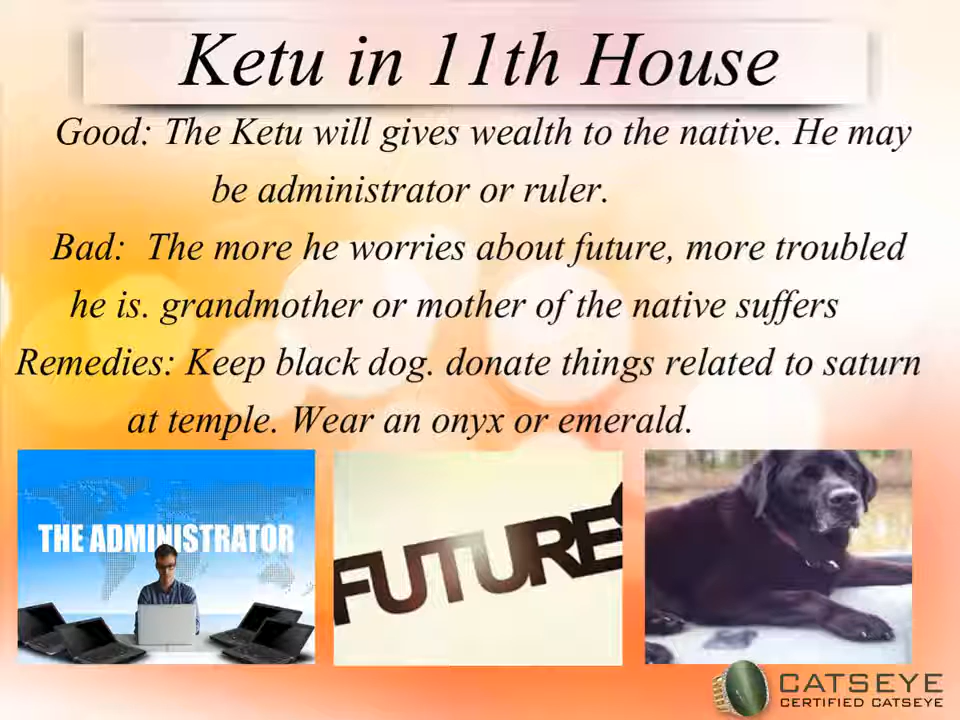 Ketu in 11th House
Good: The Ketu will gives wealth to the native. He may
be administrator or ruler.
Bad: The more he worries about future, more troubled
he is. grandmother or mother of the native suffers
Remedies: Keep black dog. donate things related to saturn
at temple. Wear an onyx or emerald.
THE ADMINISTRATOR
FUTURE
CATSEYE
CERTIFIED CATSEYE